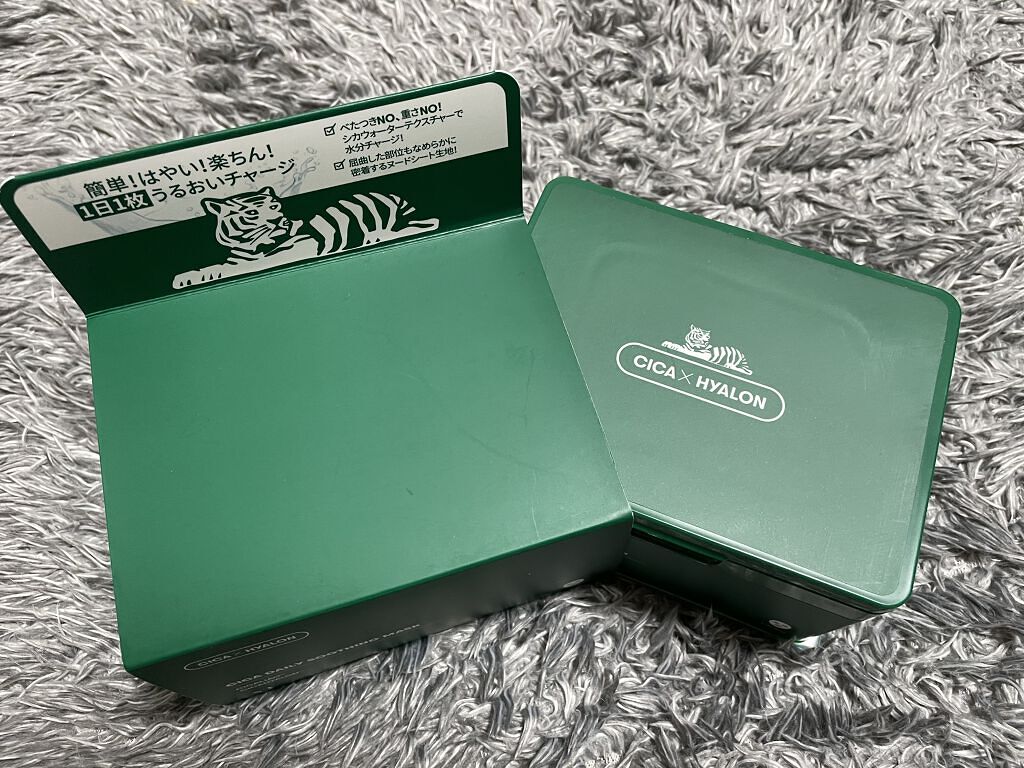 簡単！はやい！楽ちん！
1日1枚うるおいチャージ
べたつきNO、重さNO！
シカウォーターテクスチャーで
水分チャージ！
屈曲した部位もなめらかに
密着するヌードシート生地！
CICA×HYALON
CICA×HYALON
CICA DAILY SOOTHING MASK